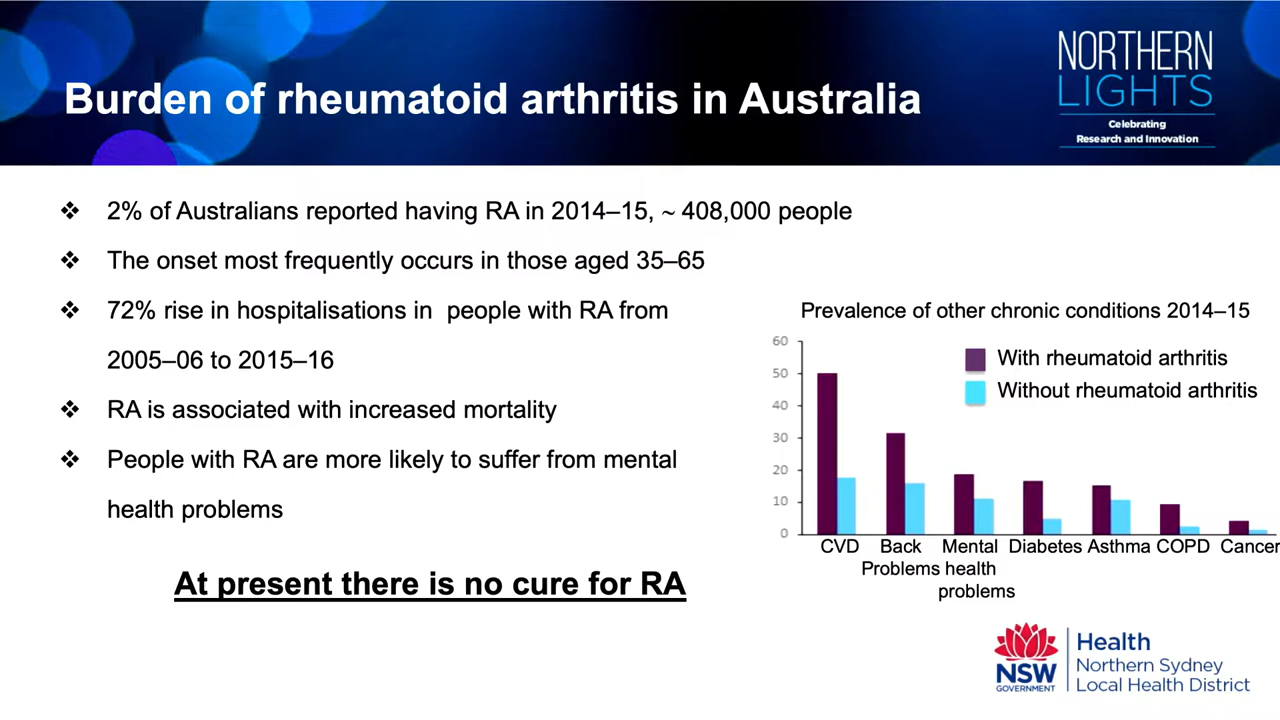 Burden of rheumatoid arthritis in Australia
NORTHERN
LIGHTS
Celebrating
Research and Innovation
❖ 2% of Australians reported having RA in 2014–15, ~ 408,000 people
❖ The onset most frequently occurs in those aged 35–65
❖ 72% rise in hospitalisations in people with RA from
2005–06 to 2015–16
❖ RA is associated with increased mortality
❖ People with RA are more likely to suffer from mental
health problems
At present there is no cure for RA
Prevalence of other chronic conditions 2014–15
With rheumatoid arthritis
Without rheumatoid arthritis
60
50
40
30
20
10
0
CVD Back Mental Diabetes Asthma COPD Cancer
Problems health
problems
NSW
GOVERNMENT
Health
Northern Sydney
Local Health District